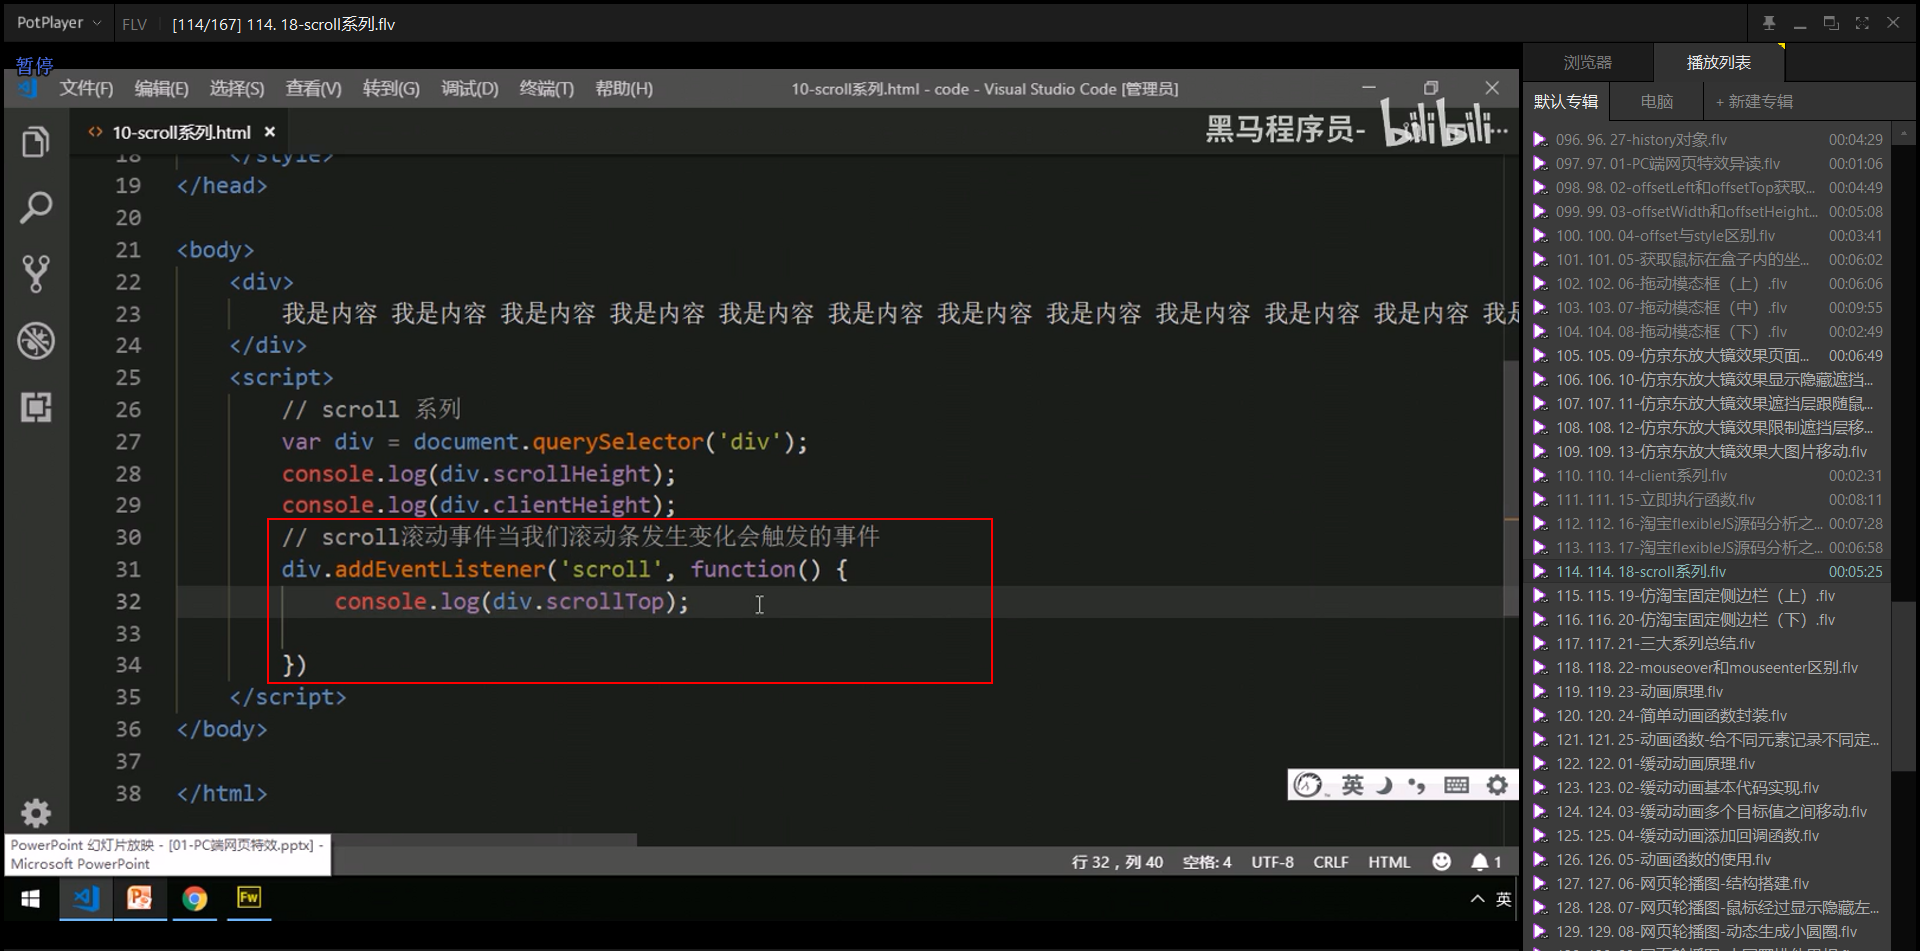 PotPlayer
FLV
[114/167] 114. 18-scroll系列.flv
暂停
文件(F) 编辑(E) 选择(S) 查看(V) 转到(G) 调试(D) 终端(T) 帮助(H)
10-scroll系列.html - code - Visual Studio Code [管理员]
10-scroll系列.html
黑马程序员- bilibili
18 </style>
19 </head>
20
21 <body>
22 <div>
23 我是内容 我是内容 我是内容 我是内容 我是内容 我是内容 我是内容 我是内容 我是内容 我是内容 我是内容 我是
24 </div>
25 <script>
26 // scroll 系列
27 var div = document.querySelector('div');
28 console.log(div.scrollHeight);
29 console.log(div.clientHeight);
30 // scroll滚动事件当我们滚动条发生变化会触发的事件
31 div.addEventListener('scroll', function() {
32 console.log(div.scrollTop);
33
34 })
35 </script>
36 </body>
37
38 </html>
英
PowerPoint 幻灯片放映 - [01-PC端网页特效.pptx] -
Microsoft PowerPoint
行 32，列 40 空格: 4 UTF-8 CRLF HTML 1
Fw
英
浏览器 播放列表
默认专辑 电脑 + 新建专辑
096. 96. 27-history对象.flv 00:04:29
097. 97. 01-PC端网页特效导读.flv 00:01:06
098. 98. 02-offsetLeft和offsetTop获取... 00:04:49
099. 99. 03-offsetWidth和offsetHeight... 00:05:08
100. 100. 04-offset与style区别.flv 00:03:41
101. 101. 05-获取鼠标在盒子内的坐... 00:06:02
102. 102. 06-拖动模态框（上）.flv 00:06:06
103. 103. 07-拖动模态框（中）.flv 00:09:55
104. 104. 08-拖动模态框（下）.flv 00:02:49
105. 105. 09-仿京东放大镜效果页面... 00:06:49
106. 106. 10-仿京东放大镜效果显示隐藏遮挡...
107. 107. 11-仿京东放大镜效果遮挡层跟随鼠...
108. 108. 12-仿京东放大镜效果限制遮挡层移...
109. 109. 13-仿京东放大镜效果大图片移动.flv
110. 110. 14-client系列.flv 00:02:31
111. 111. 15-立即执行函数.flv 00:08:11
112. 112. 16-淘宝flexibleJS源码分析之... 00:07:28
113. 113. 17-淘宝flexibleJS源码分析之... 00:06:58
114. 114. 18-scroll系列.flv 00:05:25
115. 115. 19-仿淘宝固定侧边栏（上）.flv
116. 116. 20-仿淘宝固定侧边栏（下）.flv
117. 117. 21-三大系列总结.flv
118. 118. 22-mouseover和mouseenter区别.flv
119. 119. 23-动画原理.flv
120. 120. 24-简单动画函数封装.flv
121. 121. 25-动画函数-给不同元素记录不同定...
122. 122. 01-缓动动画原理.flv
123. 123. 02-缓动动画基本代码实现.flv
124. 124. 03-缓动动画多个目标值之间移动.flv
125. 125. 04-缓动动画添加回调函数.flv
126. 126. 05-动画函数的使用.flv
127. 127. 06-网页轮播图-结构搭建.flv
128. 128. 07-网页轮播图-鼠标经过显示隐藏左...
129. 129. 08-网页轮播图-动态生成小圆圈.flv